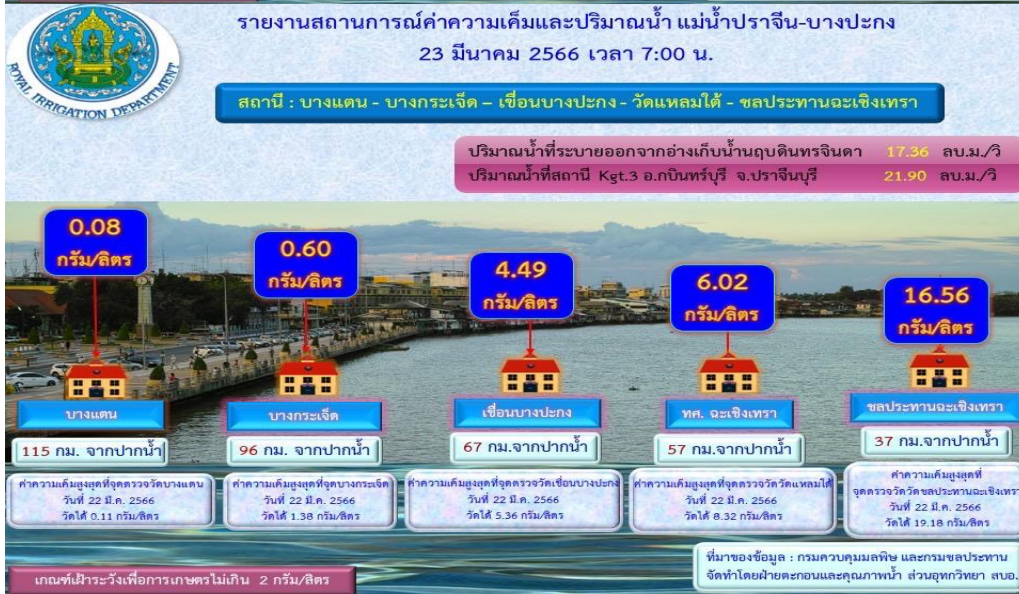 รายงานสถานการณ์ค่าความเค็มและปริมาณน้ำ แม่น้ำปราจีน-บางปะกง
23 มีนาคม 2566 เวลา 7:00 น.
ROYAL IRRIGATION DEPARTMENT
สถานี : บางแตน - บางกระเจ็ด – เขื่อนบางปะกง - วัดแหลมใต้ - ชลประทานฉะเชิงเทรา
ปริมาณน้ำที่ระบายออกจากอ่างเก็บน้ำนฤบดินทรจินดา 17.36 ลบ.ม./วิ
ปริมาณน้ำที่สถานี Kgt.3 อ.กบินทร์บุรี จ.ปราจีนบุรี 21.90 ลบ.ม./วิ
0.08
กรัม/ลิตร
บางแตน
115 กม. จากปากน้ำ
ค่าความเค็มสูงสุดที่จุดตรวจวัดบางแตน
วันที่ 22 มี.ค. 2566
วัดได้ 0.11 กรัม/ลิตร
0.60
กรัม/ลิตร
บางกระเจ็ด
96 กม. จากปากน้ำ
ค่าความเค็มสูงสุดที่จุดบางกระเจ็ด
วันที่ 22 มี.ค. 2566
วัดได้ 1.38 กรัม/ลิตร
4.49
กรัม/ลิตร
เขื่อนบางปะกง
67 กม.จากปากน้ำ
ค่าความเค็มสูงสุดที่จุดตรวจวัดเขื่อนบางปะกง
วันที่ 22 มี.ค. 2566
วัดได้ 5.36 กรัม/ลิตร
6.02
กรัม/ลิตร
ทศ. ฉะเชิงเทรา
57 กม.จากปากน้ำ
ค่าความเค็มสูงสุดที่จุดตรวจวัดวัดแหลมใต้
วันที่ 22 มี.ค. 2566
วัดได้ 8.32 กรัม/ลิตร
16.56
กรัม/ลิตร
ชลประทานฉะเชิงเทรา
37 กม.จากปากน้ำ
ค่าความเค็มสูงสุดที่
จุดตรวจวัดวัดชลประทานฉะเชิงเทรา
วันที่ 22 มี.ค. 2566
วัดได้ 19.18 กรัม/ลิตร
เกณฑ์เฝ้าระวังเพื่อการเกษตรไม่เกิน 2 กรัม/ลิตร
ที่มาของข้อมูล : กรมควบคุมมลพิษ และกรมชลประทาน
จัดทำโดยฝ่ายตะกอนและคุณภาพน้ำ ส่วนอุทกวิทยา สบอ.